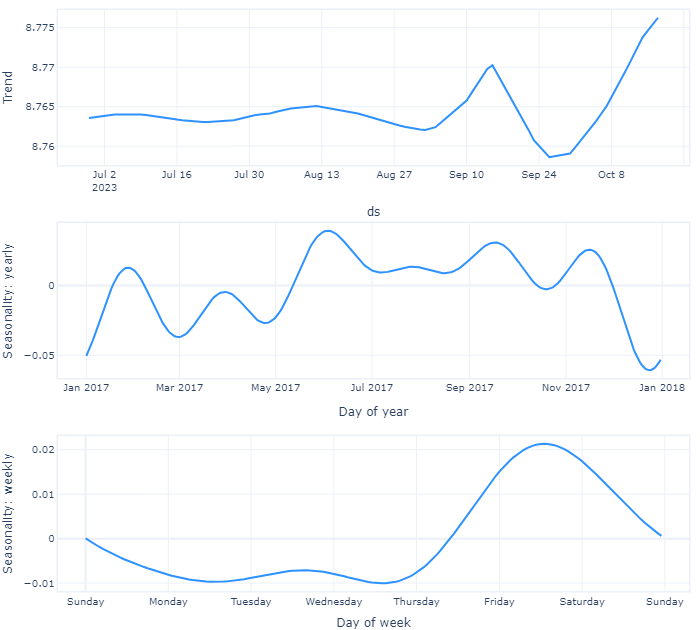 Trend
8.775
8.77
8.765
8.76
Jul 2
2023
Jul 16
Jul 30
Aug 13
Aug 27
Sep 10
Sep 24
Oct 8
ds
Seasonality: yearly
0
−0.05
Jan 2017
Mar 2017
May 2017
Jul 2017
Sep 2017
Nov 2017
Jan 2018
Day of year
Seasonality: weekly
0.02
0.01
0
−0.01
Sunday
Monday
Tuesday
Wednesday
Thursday
Friday
Saturday
Sunday
Day of week